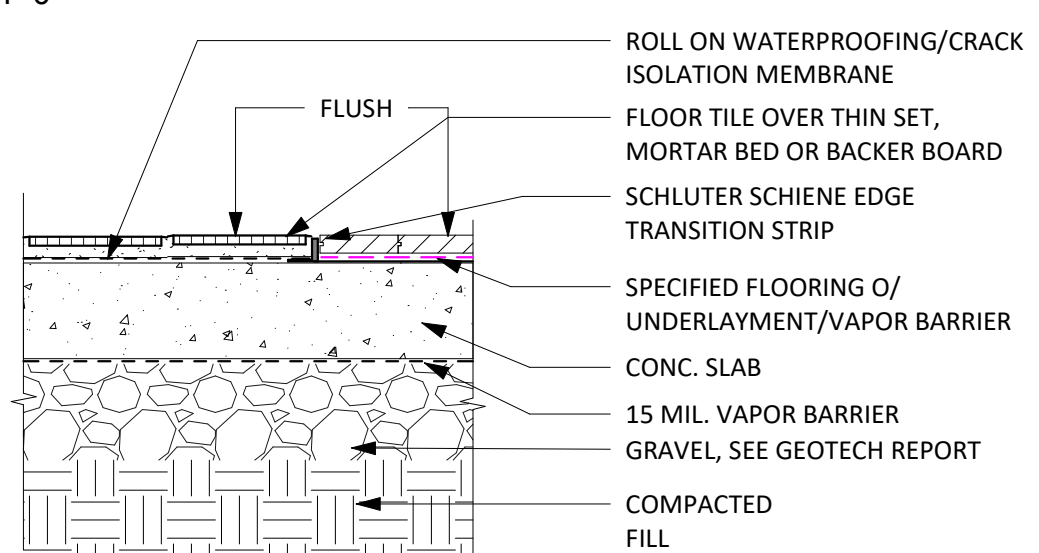 ROLL ON WATERPROOFING/CRACK
ISOLATION MEMBRANE
FLUSH
FLOOR TILE OVER THIN SET,
MORTAR BED OR BACKER BOARD
SCHLUTER SCHIENE EDGE
TRANSITION STRIP
SPECIFIED FLOORING O/
UNDERLAYMENT/VAPOR BARRIER
CONC. SLAB
15 MIL. VAPOR BARRIER
GRAVEL, SEE GEOTECH REPORT
COMPACTED
FILL